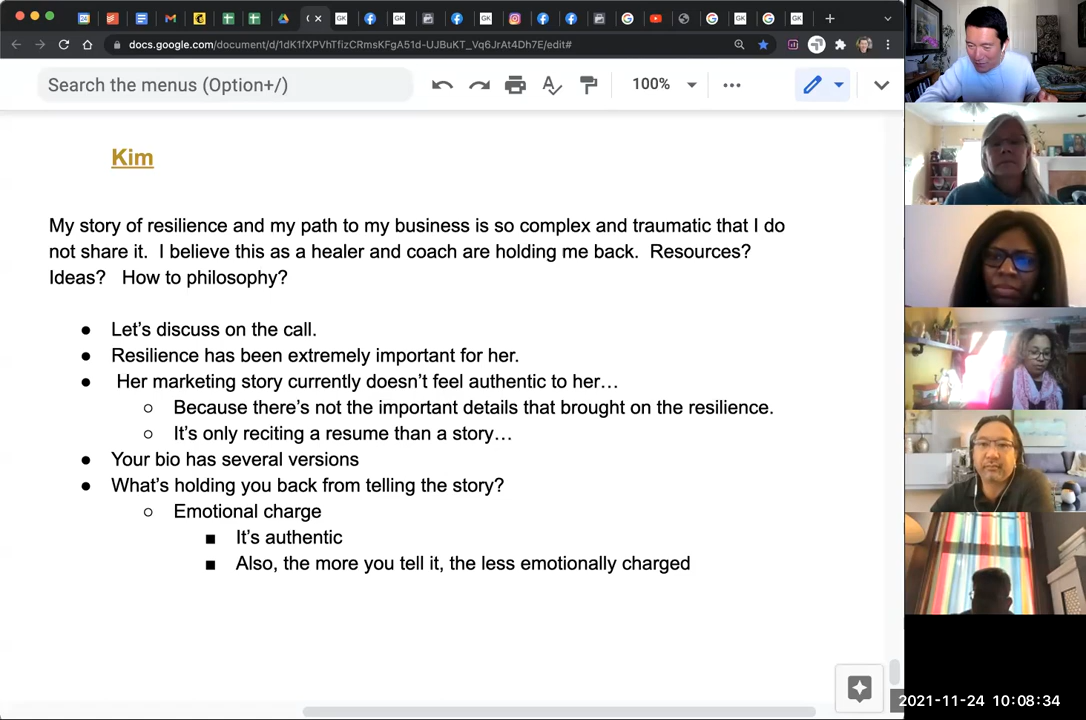 docs.google.com/document/d/1dK1fXPVhTfizCRmsKFgA51d-UJBuKT_Vq6JrAt4Dh7E/edit#
Search the menus (Option+/)
100%
Kim
My story of resilience and my path to my business is so complex and traumatic that I do
not share it.  I believe this as a healer and coach are holding me back.  Resources?
Ideas?   How to philosophy?
● Let’s discuss on the call.
● Resilience has been extremely important for her.
● Her marketing story currently doesn’t feel authentic to her…
○ Because there’s not the important details that brought on the resilience.
○ It’s only reciting a resume than a story…
● Your bio has several versions
● What’s holding you back from telling the story?
○ Emotional charge
■ It’s authentic
■ Also, the more you tell it, the less emotionally charged
2021-11-24 10:08:34